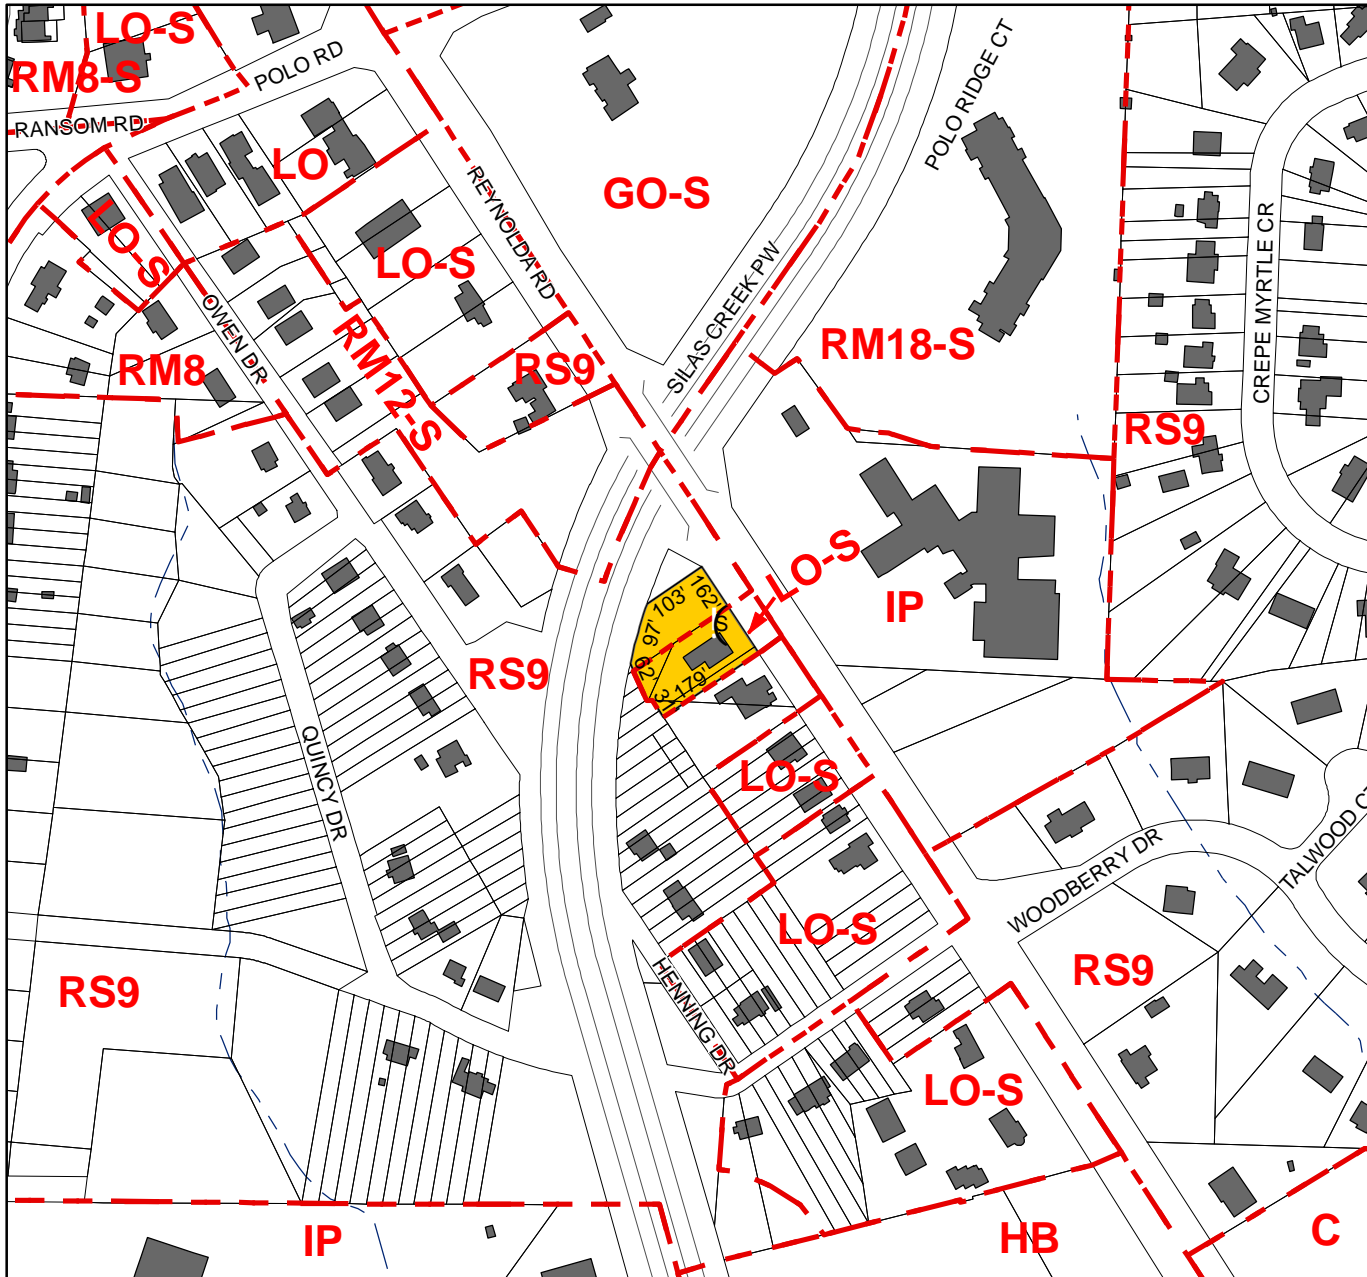 LO-S
RM8-S
POLO RD
RANSOM RD
LO
GO-S
POLO RIDGE CT
REYNOLDA RD
LO-S
LO-S
SILAS CREEK PW
CREPE MYRTLE CR
OWEN DR
RM8
RM12-S
RS9
RM18-S
RS9
O-S
IP
162'
103'
97'
S
62'
31'
179'
RS9
QUINCY DR
LO-S
WOODBERRY DR
TALWOOD CT
LO-S
HENNING DR
RS9
RS9
LO-S
IP
HB
C